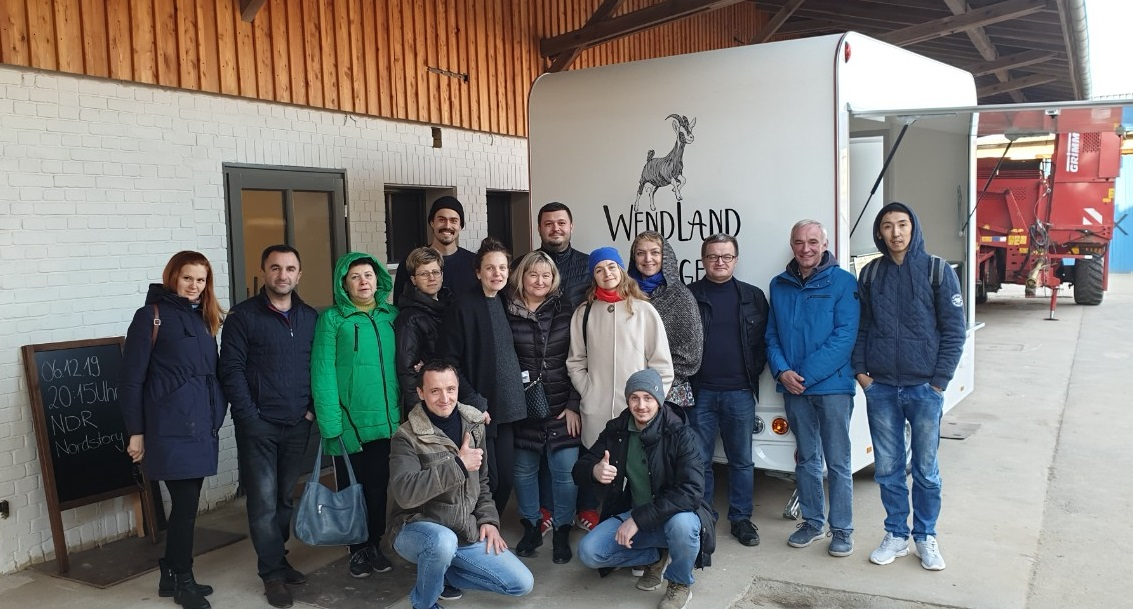 06.12.19
20:15Uhr
NDR
Nordstory
WENDLAND
GRIMME